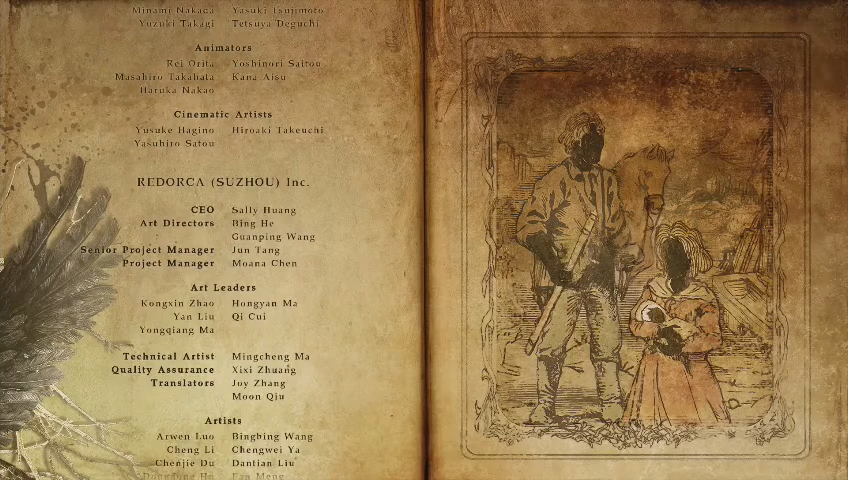 Minami Nakada Yasuki Tsujimoto
Yuzuki Takagi Tetsuya Deguchi
Animators
Rei Orita Yoshinori Saitou
Masahiro Takahata Kana Aisu
Haruka Nakao
Cinematic Artists
Yusuke Hagino Hiroaki Takeuchi
Yasuhiro Satou
REDORCA (SUZHOU) Inc.
CEO Sally Huang
Art Directors Bing He
Guanping Wang
Senior Project Manager Jun Tang
Project Manager Moana Chen
Art Leaders
Kongxin Zhao Hongyan Ma
Yan Liu Qi Cui
Yongqiang Ma
Technical Artist Mingcheng Ma
Quality Assurance Xixi Zhuang
Translators Joy Zhang
Moon Qiu
Artists
Arwen Luo Bingbing Wang
Cheng Li Chengwei Ya
Chenjie Du Dantian Liu
Fan Meng